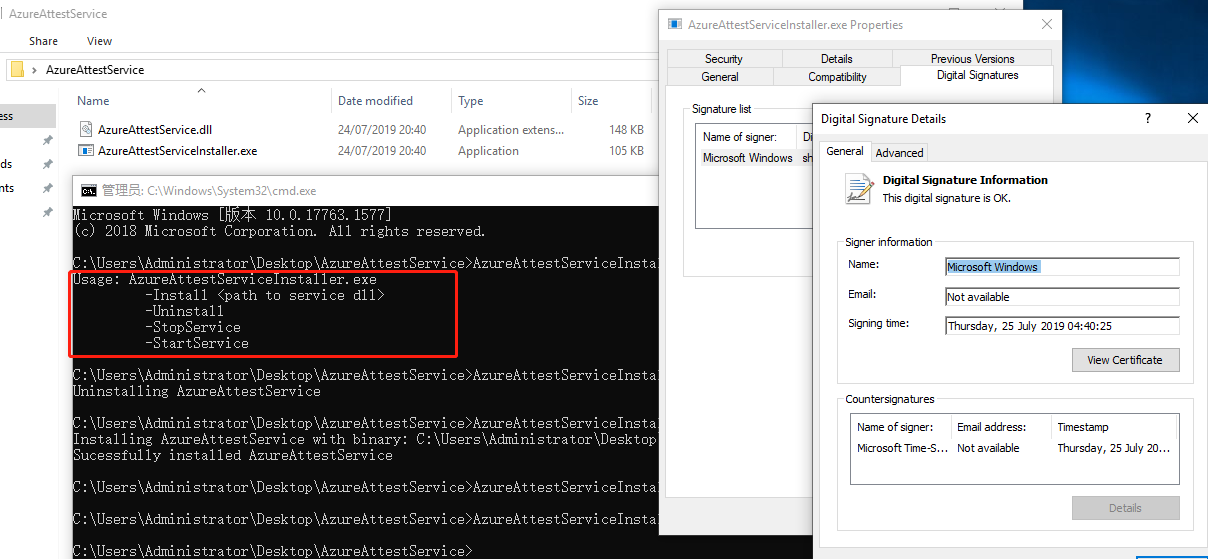 AzureAttestService
Share View
AzureAttestService
Name Date modified Type Size
AzureAttestService.dll 24/07/2019 20:40 Application extens... 148 KB
AzureAttestServiceInstaller.exe 24/07/2019 20:40 Application 105 KB
管理员: C:\Windows\System32\cmd.exe
Microsoft Windows [版本 10.0.17763.1577]
(c) 2018 Microsoft Corporation. All rights reserved.
C:\Users\Administrator\Desktop\AzureAttestService>AzureAttestServiceInsta
Usage: AzureAttestServiceInstaller.exe
-Install <path to service dll>
-Uninstall
-StopService
-StartService
C:\Users\Administrator\Desktop\AzureAttestService>AzureAttestServiceInsta
Uninstalling AzureAttestService
C:\Users\Administrator\Desktop\AzureAttestService>AzureAttestServiceInsta
Installing AzureAttestService with binary: C:\Users\Administrator\Desktop
Sucessfully installed AzureAttestService
C:\Users\Administrator\Desktop\AzureAttestService>AzureAttestServiceInsta
C:\Users\Administrator\Desktop\AzureAttestService>AzureAttestServiceInsta
C:\Users\Administrator\Desktop\AzureAttestService>
AzureAttestServiceInstaller.exe Properties
Security Details Previous Versions
General Compatibility Digital Signatures
Signature list
Name of signer: Di
Microsoft Windows sh
Digital Signature Details
General Advanced
Digital Signature Information
This digital signature is OK.
Signer information
Name: Microsoft Windows
Email: Not available
Signing time: Thursday, 25 July 2019 04:40:25
View Certificate
Countersignatures
Name of signer: Email address: Timestamp
Microsoft Time-S... Not available Thursday, 25 July 20...
Details